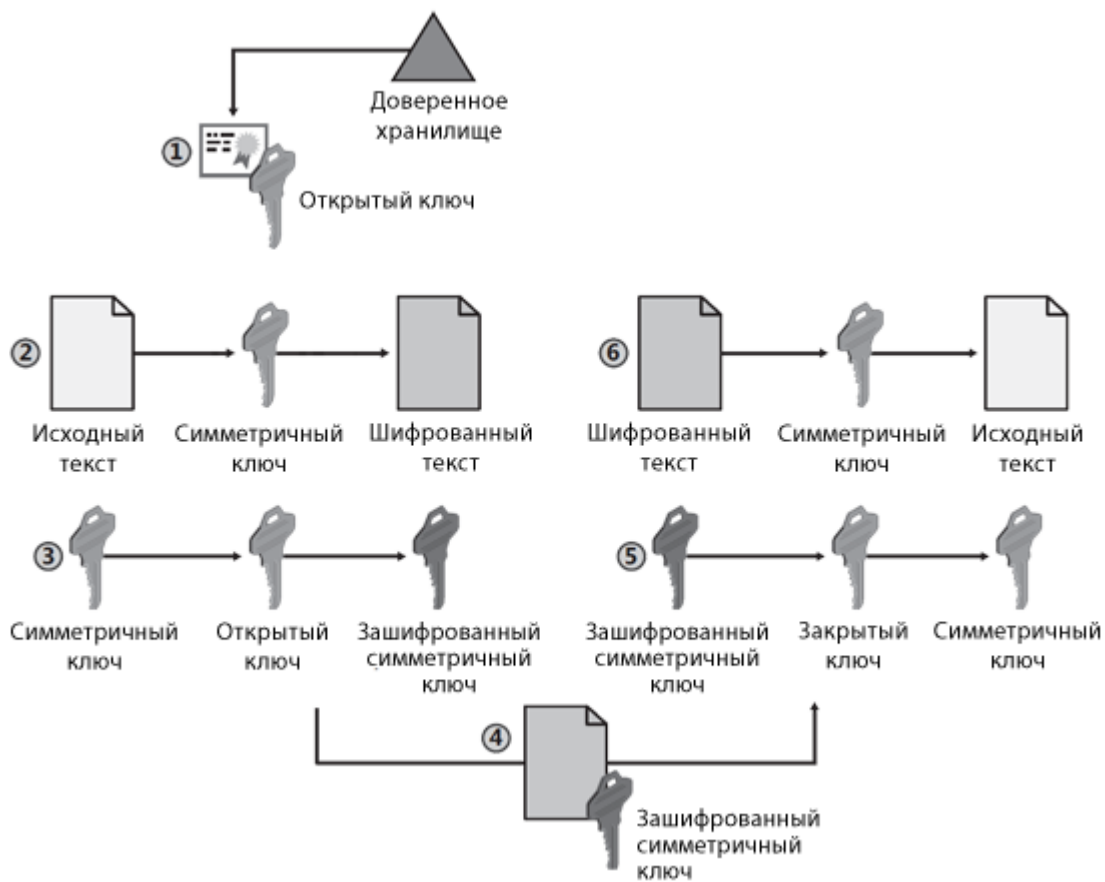 Доверенное
хранилище
1
Открытый ключ
2
Исходный
текст
Симметричный
ключ
Шифрованный
текст
6
Шифрованный
текст
Симметричный
ключ
Исходный
текст
3
Симметричный
ключ
Открытый
ключ
Зашифрованный
симметричный
ключ
5
Зашифрованный
симметричный
ключ
Закрытый
ключ
Симметричный
ключ
4
Зашифрованный
симметричный
ключ